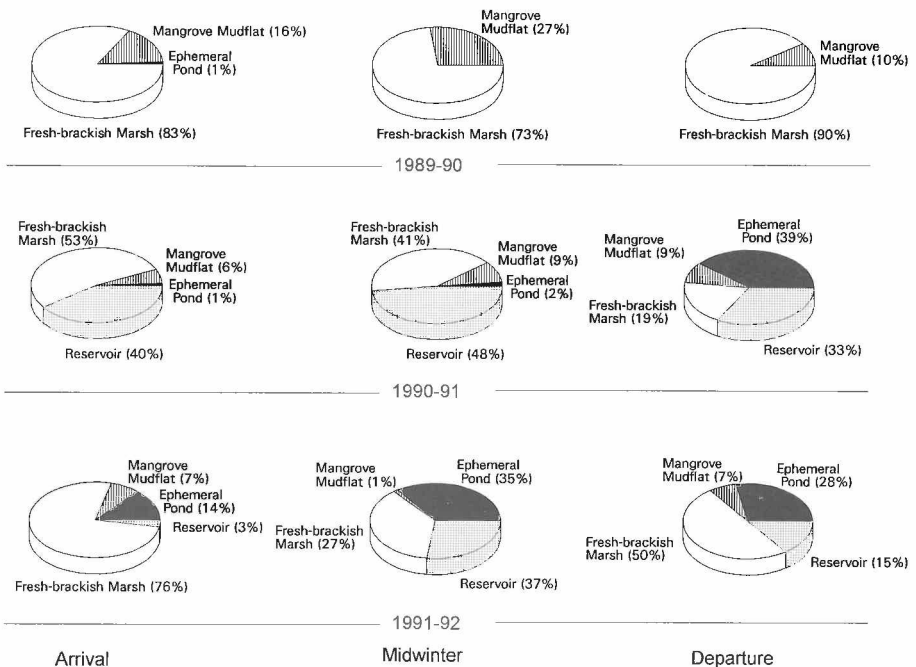 Mangrove Mudflat (16%)
Ephemeral
Pond (1%)
Fresh-brackish Marsh (83%)
Mangrove
Mudflat (27%)
Fresh-brackish Marsh (73%)
Mangrove
Mudflat (10%)
Fresh-brackish Marsh (90%)
1989-90
Fresh-brackish
Marsh (53%)
Mangrove
Mudflat (6%)
Ephemeral
Pond (1%)
Reservoir (40%)
Fresh-brackish
Marsh (41%)
Mangrove
Mudflat (9%)
Ephemeral
Pond (2%)
Reservoir (48%)
Ephemeral
Pond (39%)
Mangrove
Mudflat (9%)
Fresh-brackish
Marsh (19%)
Reservoir (33%)
1990-91
Mangrove
Mudflat (7%)
Ephemeral
Pond (14%)
Reservoir (3%)
Fresh-brackish Marsh (76%)
Mangrove
Mudflat (1%)
Ephemeral
Pond (35%)
Fresh-brackish
Marsh (27%)
Reservoir (37%)
Mangrove
Mudflat (7%)
Ephemeral
Pond (28%)
Fresh-brackish
Marsh (50%)
Reservoir (15%)
1991-92
Arrival
Midwinter
Departure